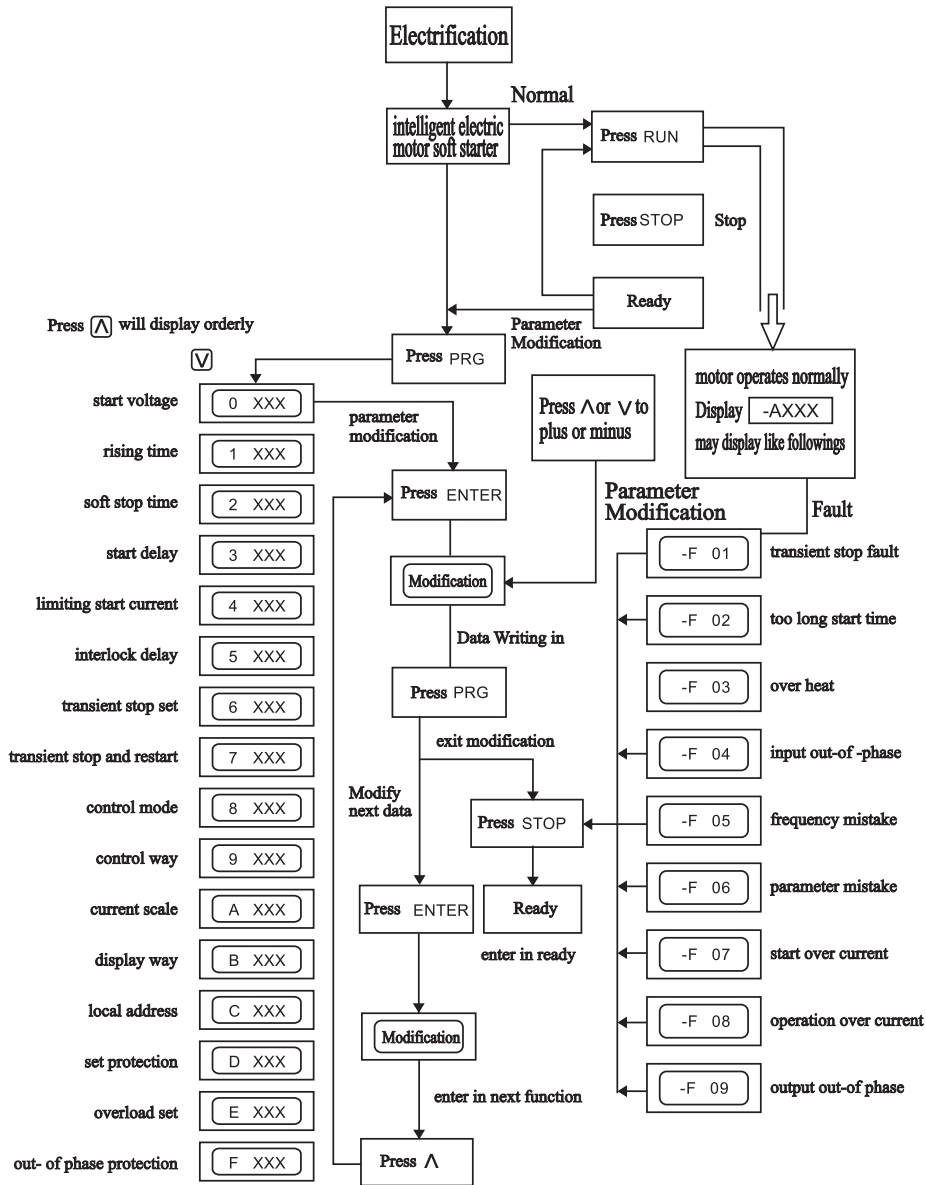 Electrification
Normal
intelligent electric
motor soft starter
Press RUN
Press STOP
Stop
Ready
Parameter
Modification
Press Λ will display orderly
V
Press PRG
start voltage
0 XXX
parameter
modification
rising time
1 XXX
soft stop time
2 XXX
start delay
3 XXX
limiting start current
4 XXX
interlock delay
5 XXX
transient stop set
6 XXX
transient stop and restart
7 XXX
control mode
8 XXX
control way
9 XXX
current scale
A XXX
display way
B XXX
local address
C XXX
set protection
D XXX
overload set
E XXX
out- of phase protection
F XXX
Press ENTER
Modification
Data Writing in
Press PRG
exit modification
Modify
next data
Press STOP
Ready
enter in ready
Press ENTER
Modification
enter in next function
Press Λ
Press Λ or V to
plus or minus
motor operates normally
Display -AXXX
may display like followings
Parameter
Modification
Fault
-F 01
transient stop fault
-F 02
too long start time
-F 03
over heat
-F 04
input out-of -phase
-F 05
frequency mistake
-F 06
parameter mistake
-F 07
start over current
-F 08
operation over current
-F 09
output out-of phase